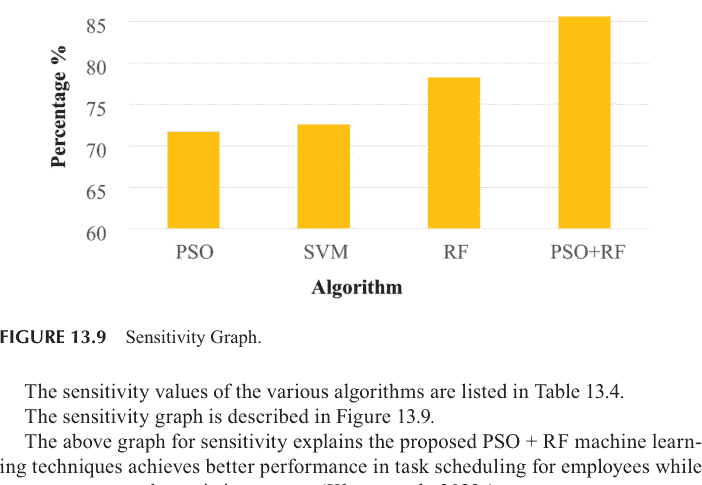 85
80
75
70
65
60
Percentage %
PSO SVM RF PSO+RF
Algorithm
FIGURE 13.9 Sensitivity Graph.
The sensitivity values of the various algorithms are listed in Table 13.4.
The sensitivity graph is described in Figure 13.9.
The above graph for sensitivity explains the proposed PSO + RF machine learn-
ing techniques achieves better performance in task scheduling for employees while